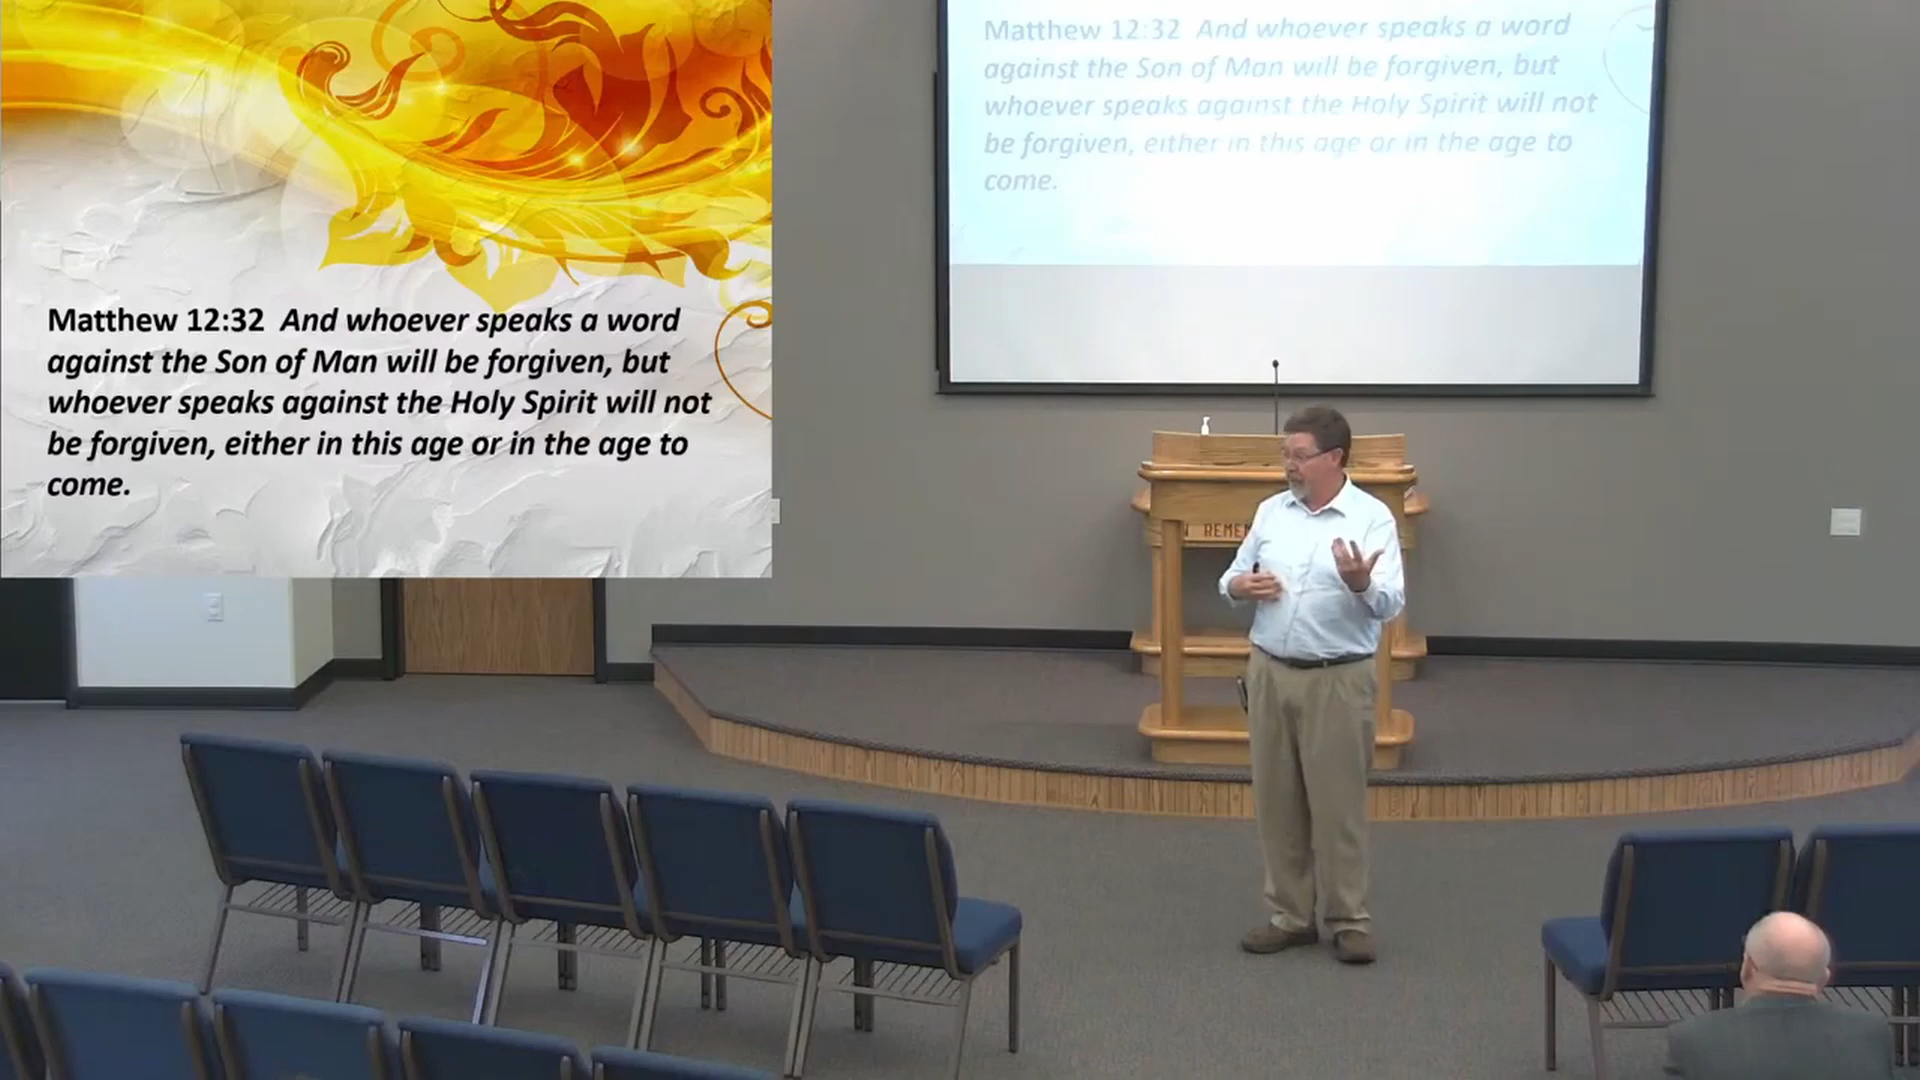 Matthew 12:32 And whoever speaks a word
against the Son of Man will be forgiven, but
whoever speaks against the Holy Spirit will not
be forgiven, either in this age or in the age to
come.
Matthew 12:32 And whoever speaks a word
against the Son of Man will be forgiven, but
whoever speaks against the Holy Spirit will not
be forgiven, either in this age or in the age to
come.